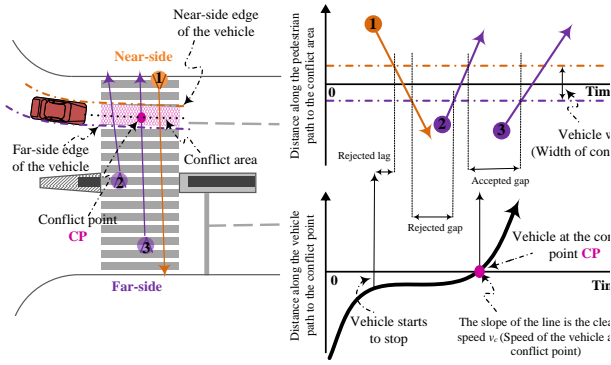 Near-side
Near-side edge
of the vehicle
1
Far-side edge
of the vehicle
Conflict area
2
Conflict point
CP
3
Far-side
Distance along the pedestrian
path to the conflict area
1
0
Tim
2
3
Vehicle w
(Width of con
Rejected lag
Accepted gap
Rejected gap
Distance along the vehicle
path to the conflict point
Vehicle at the con
point CP
0
Tim
Vehicle starts
to stop
The slope of the line is the clea
speed vc (Speed of the vehicle a
conflict point)